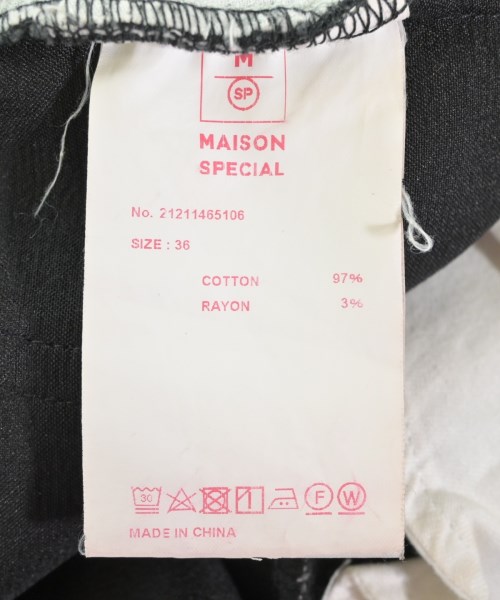 M
SP
MAISON
SPECIAL
No. 21211465106
SIZE : 36
COTTON 97%
RAYON 3%
30 F W
MADE IN CHINA